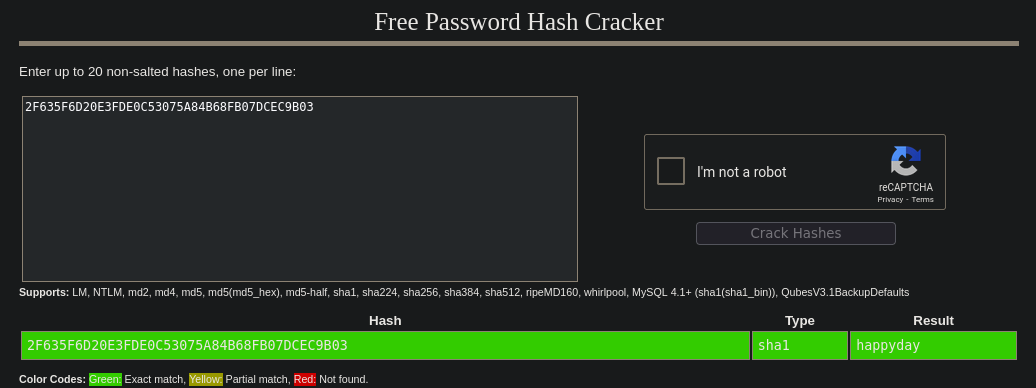 Free Password Hash Cracker
Enter up to 20 non-salted hashes, one per line:
2F635F6D20E3FDE0C53075A84B68FB07DCEC9B03
I'm not a robot
reCAPTCHA
Privacy - Terms
Crack Hashes
Supports: LM, NTLM, md2, md4, md5, md5(md5_hex), md5-half, sha1, sha224, sha256, sha384, sha512, ripeMD160, whirlpool, MySQL 4.1+ (sha1(sha1_bin)), QubesV3.1BackupDefaults
Hash Type Result
2F635F6D20E3FDE0C53075A84B68FB07DCEC9B03 sha1 happyday
Color Codes: Green: Exact match, Yellow: Partial match, Red: Not found.